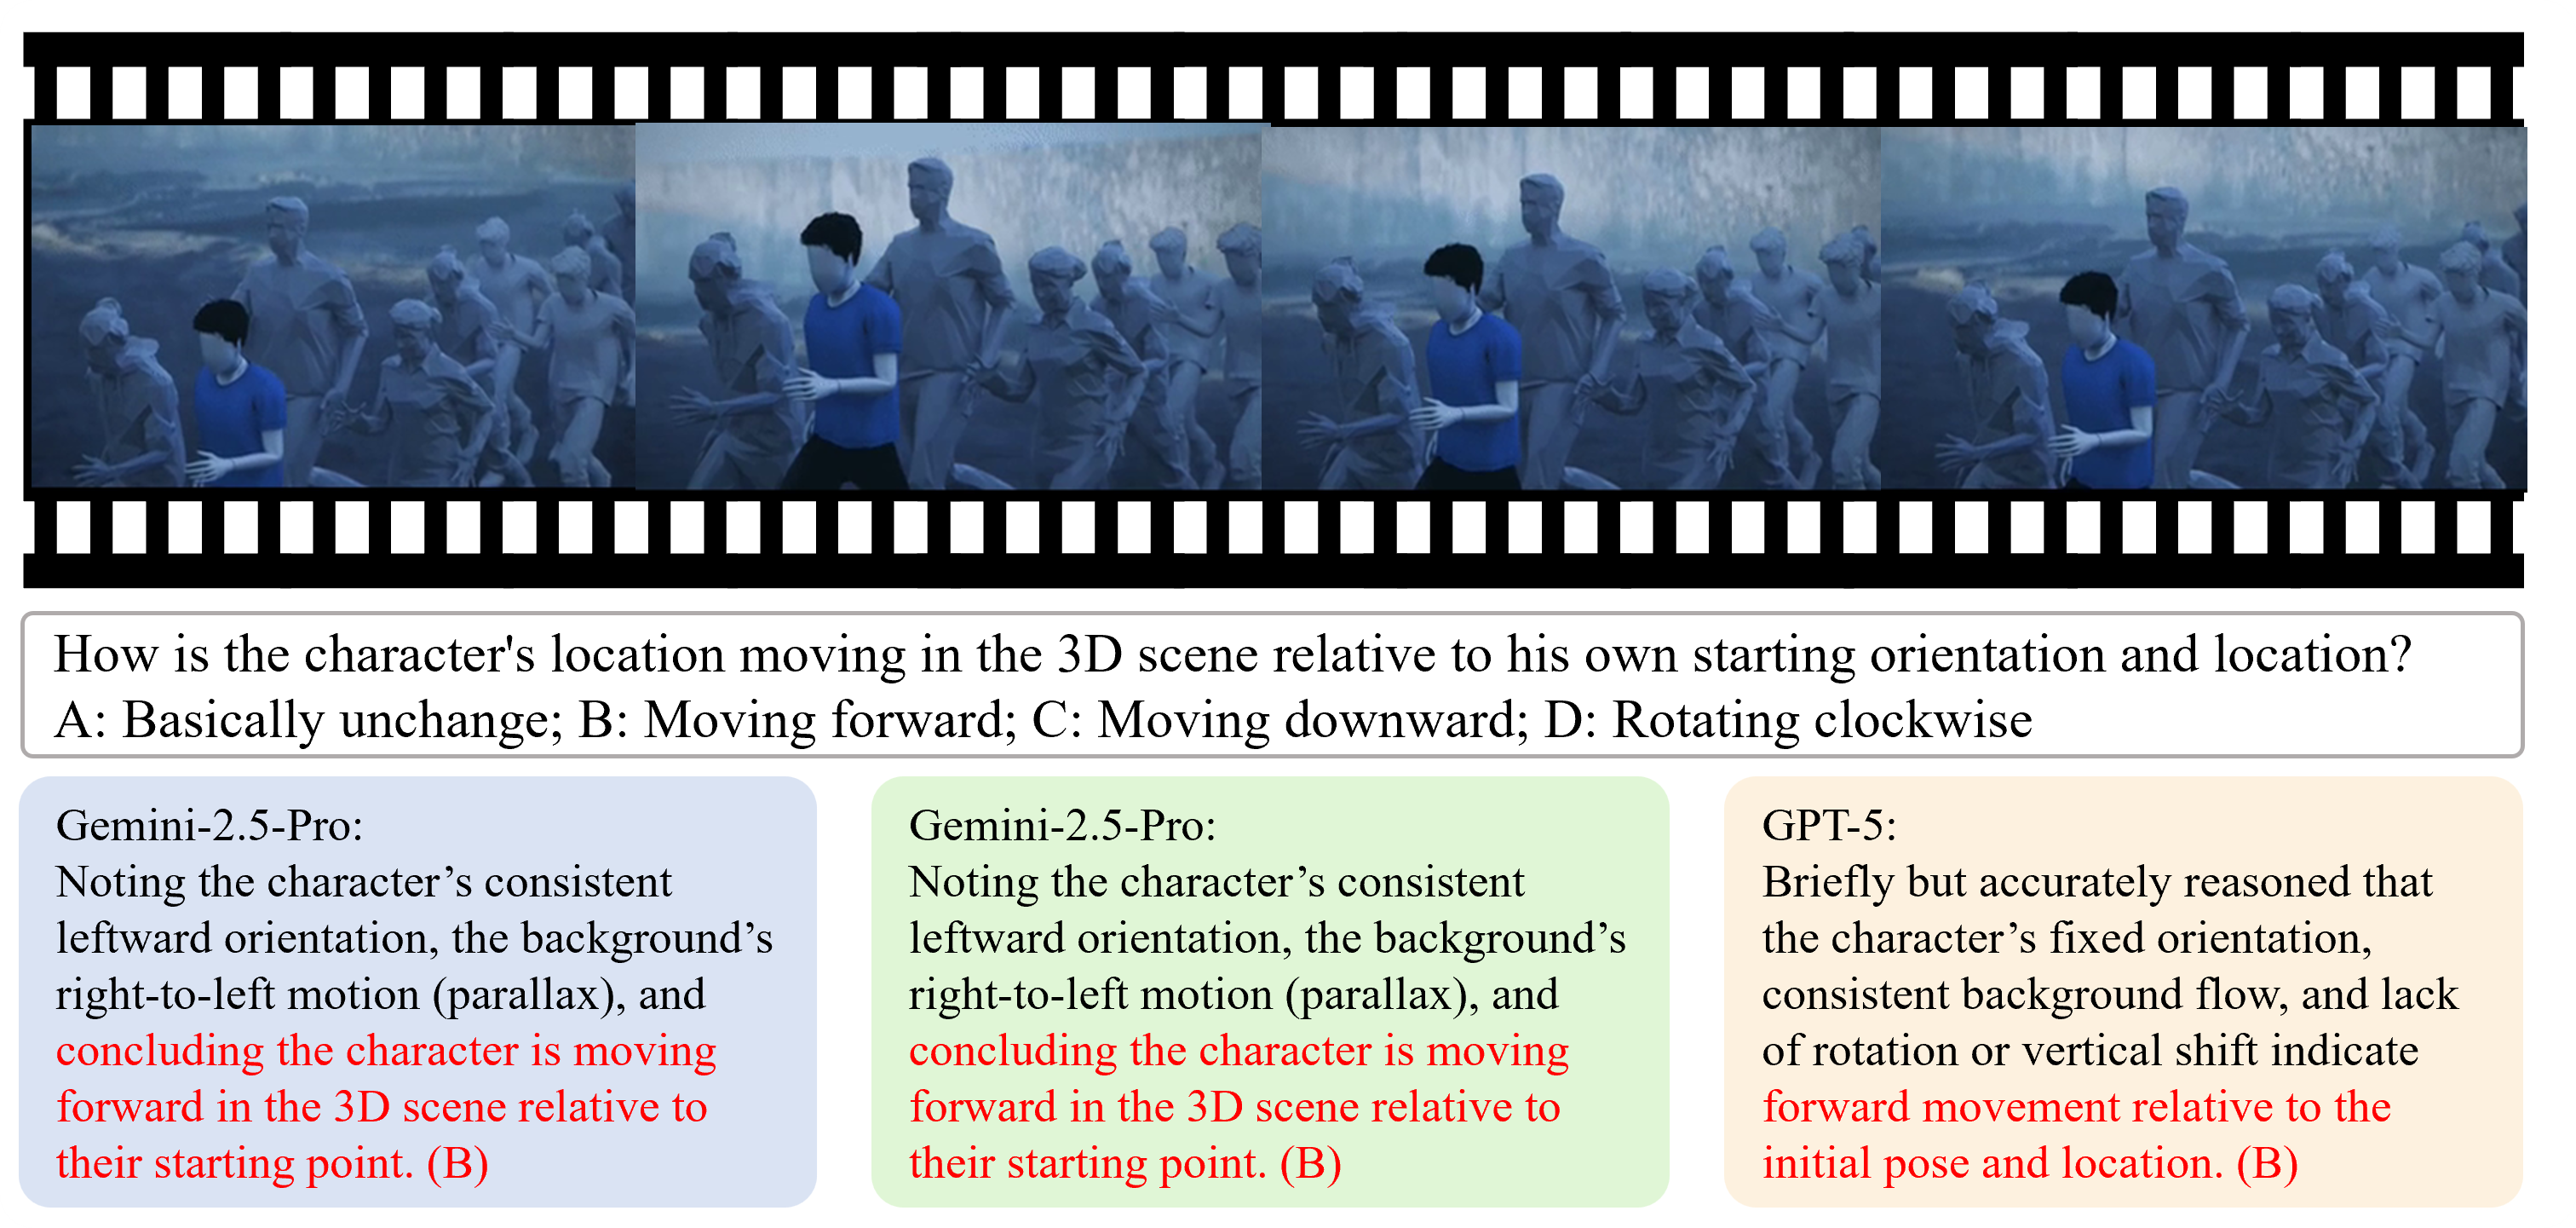 How is the character's location moving in the 3D scene relative to his own starting orientation and location?
A: Basically unchange; B: Moving forward; C: Moving downward; D: Rotating clockwise
Gemini-2.5-Pro:
Noting the character’s consistent
leftward orientation, the background’s
right-to-left motion (parallax), and
concluding the character is moving
forward in the 3D scene relative to
their starting point. (B)
Gemini-2.5-Pro:
Noting the character’s consistent
leftward orientation, the background’s
right-to-left motion (parallax), and
concluding the character is moving
forward in the 3D scene relative to
their starting point. (B)
GPT-5:
Briefly but accurately reasoned that
the character’s fixed orientation,
consistent background flow, and lack
of rotation or vertical shift indicate
forward movement relative to the
initial pose and location. (B)